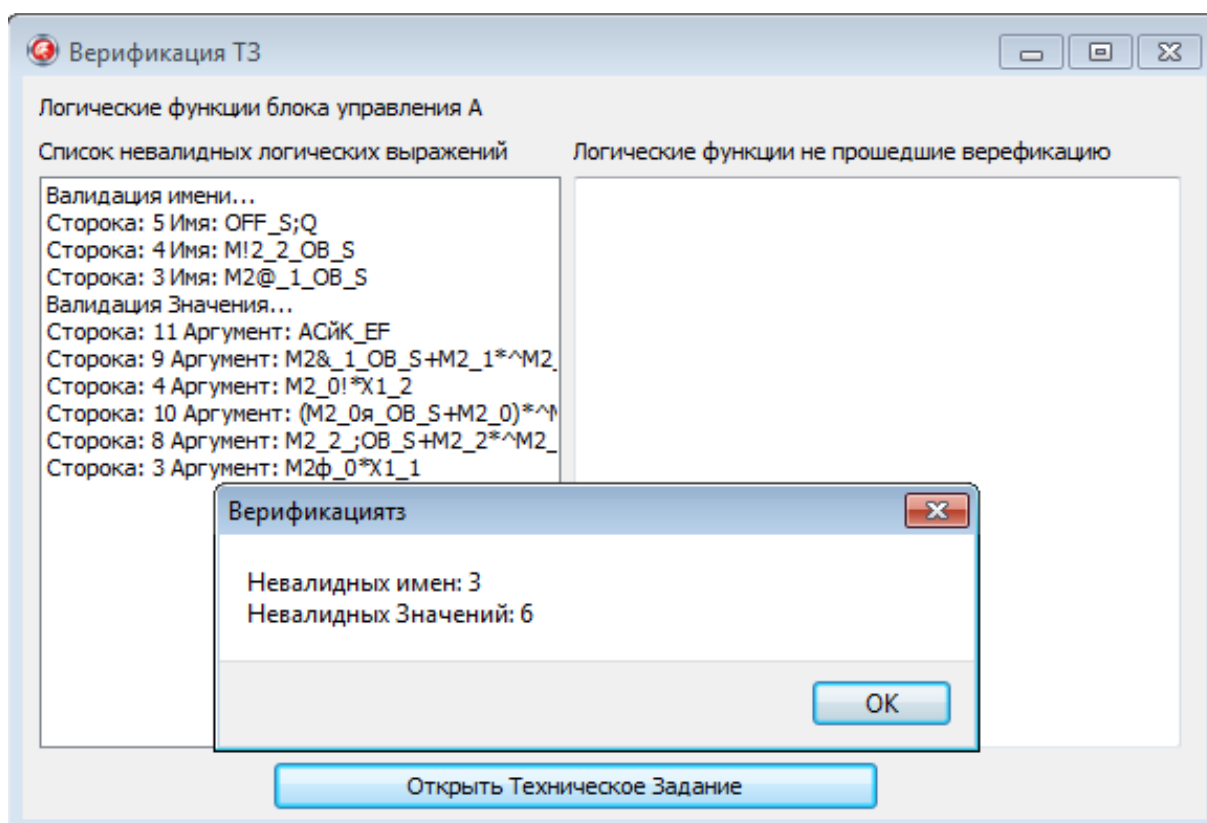 Верификация ТЗ
Логические функции блока управления А
Список невалидных логических выражений
Логические функции не прошедшие верефикацию
Валидация имени...
Сторока: 5 Имя: OFF_S;Q
Сторока: 4 Имя: M!2_2_OB_S
Сторока: 3 Имя: M2@_1_OB_S
Валидация Значения...
Сторока: 11 Аргумент: ACйK_EF
Сторока: 9 Аргумент: M2&_1_OB_S+M2_1*^M2_
Сторока: 4 Аргумент: M2_0!*X1_2
Сторока: 10 Аргумент: (M2_0я_OB_S+M2_0)*^M
Сторока: 8 Аргумент: M2_2_;OB_S+M2_2*^M2_
Сторока: 3 Аргумент: M2ф_0*X1_1
Верификациятз
Невалидных имен: 3
Невалидных Значений: 6
OK
Открыть Техническое Задание